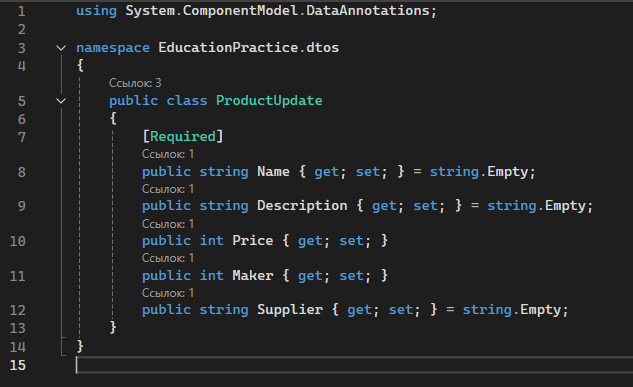 1 using System.ComponentModel.DataAnnotations;
2
3 namespace EducationPractice.dtos
4 {
Ссылок: 3
5 public class ProductUpdate
6 {
7 [Required]
Ссылок: 1
8 public string Name { get; set; } = string.Empty;
Ссылок: 1
9 public string Description { get; set; } = string.Empty;
Ссылок: 1
10 public int Price { get; set; }
Ссылок: 1
11 public int Maker { get; set; }
Ссылок: 1
12 public string Supplier { get; set; } = string.Empty;
13 }
14 }
15